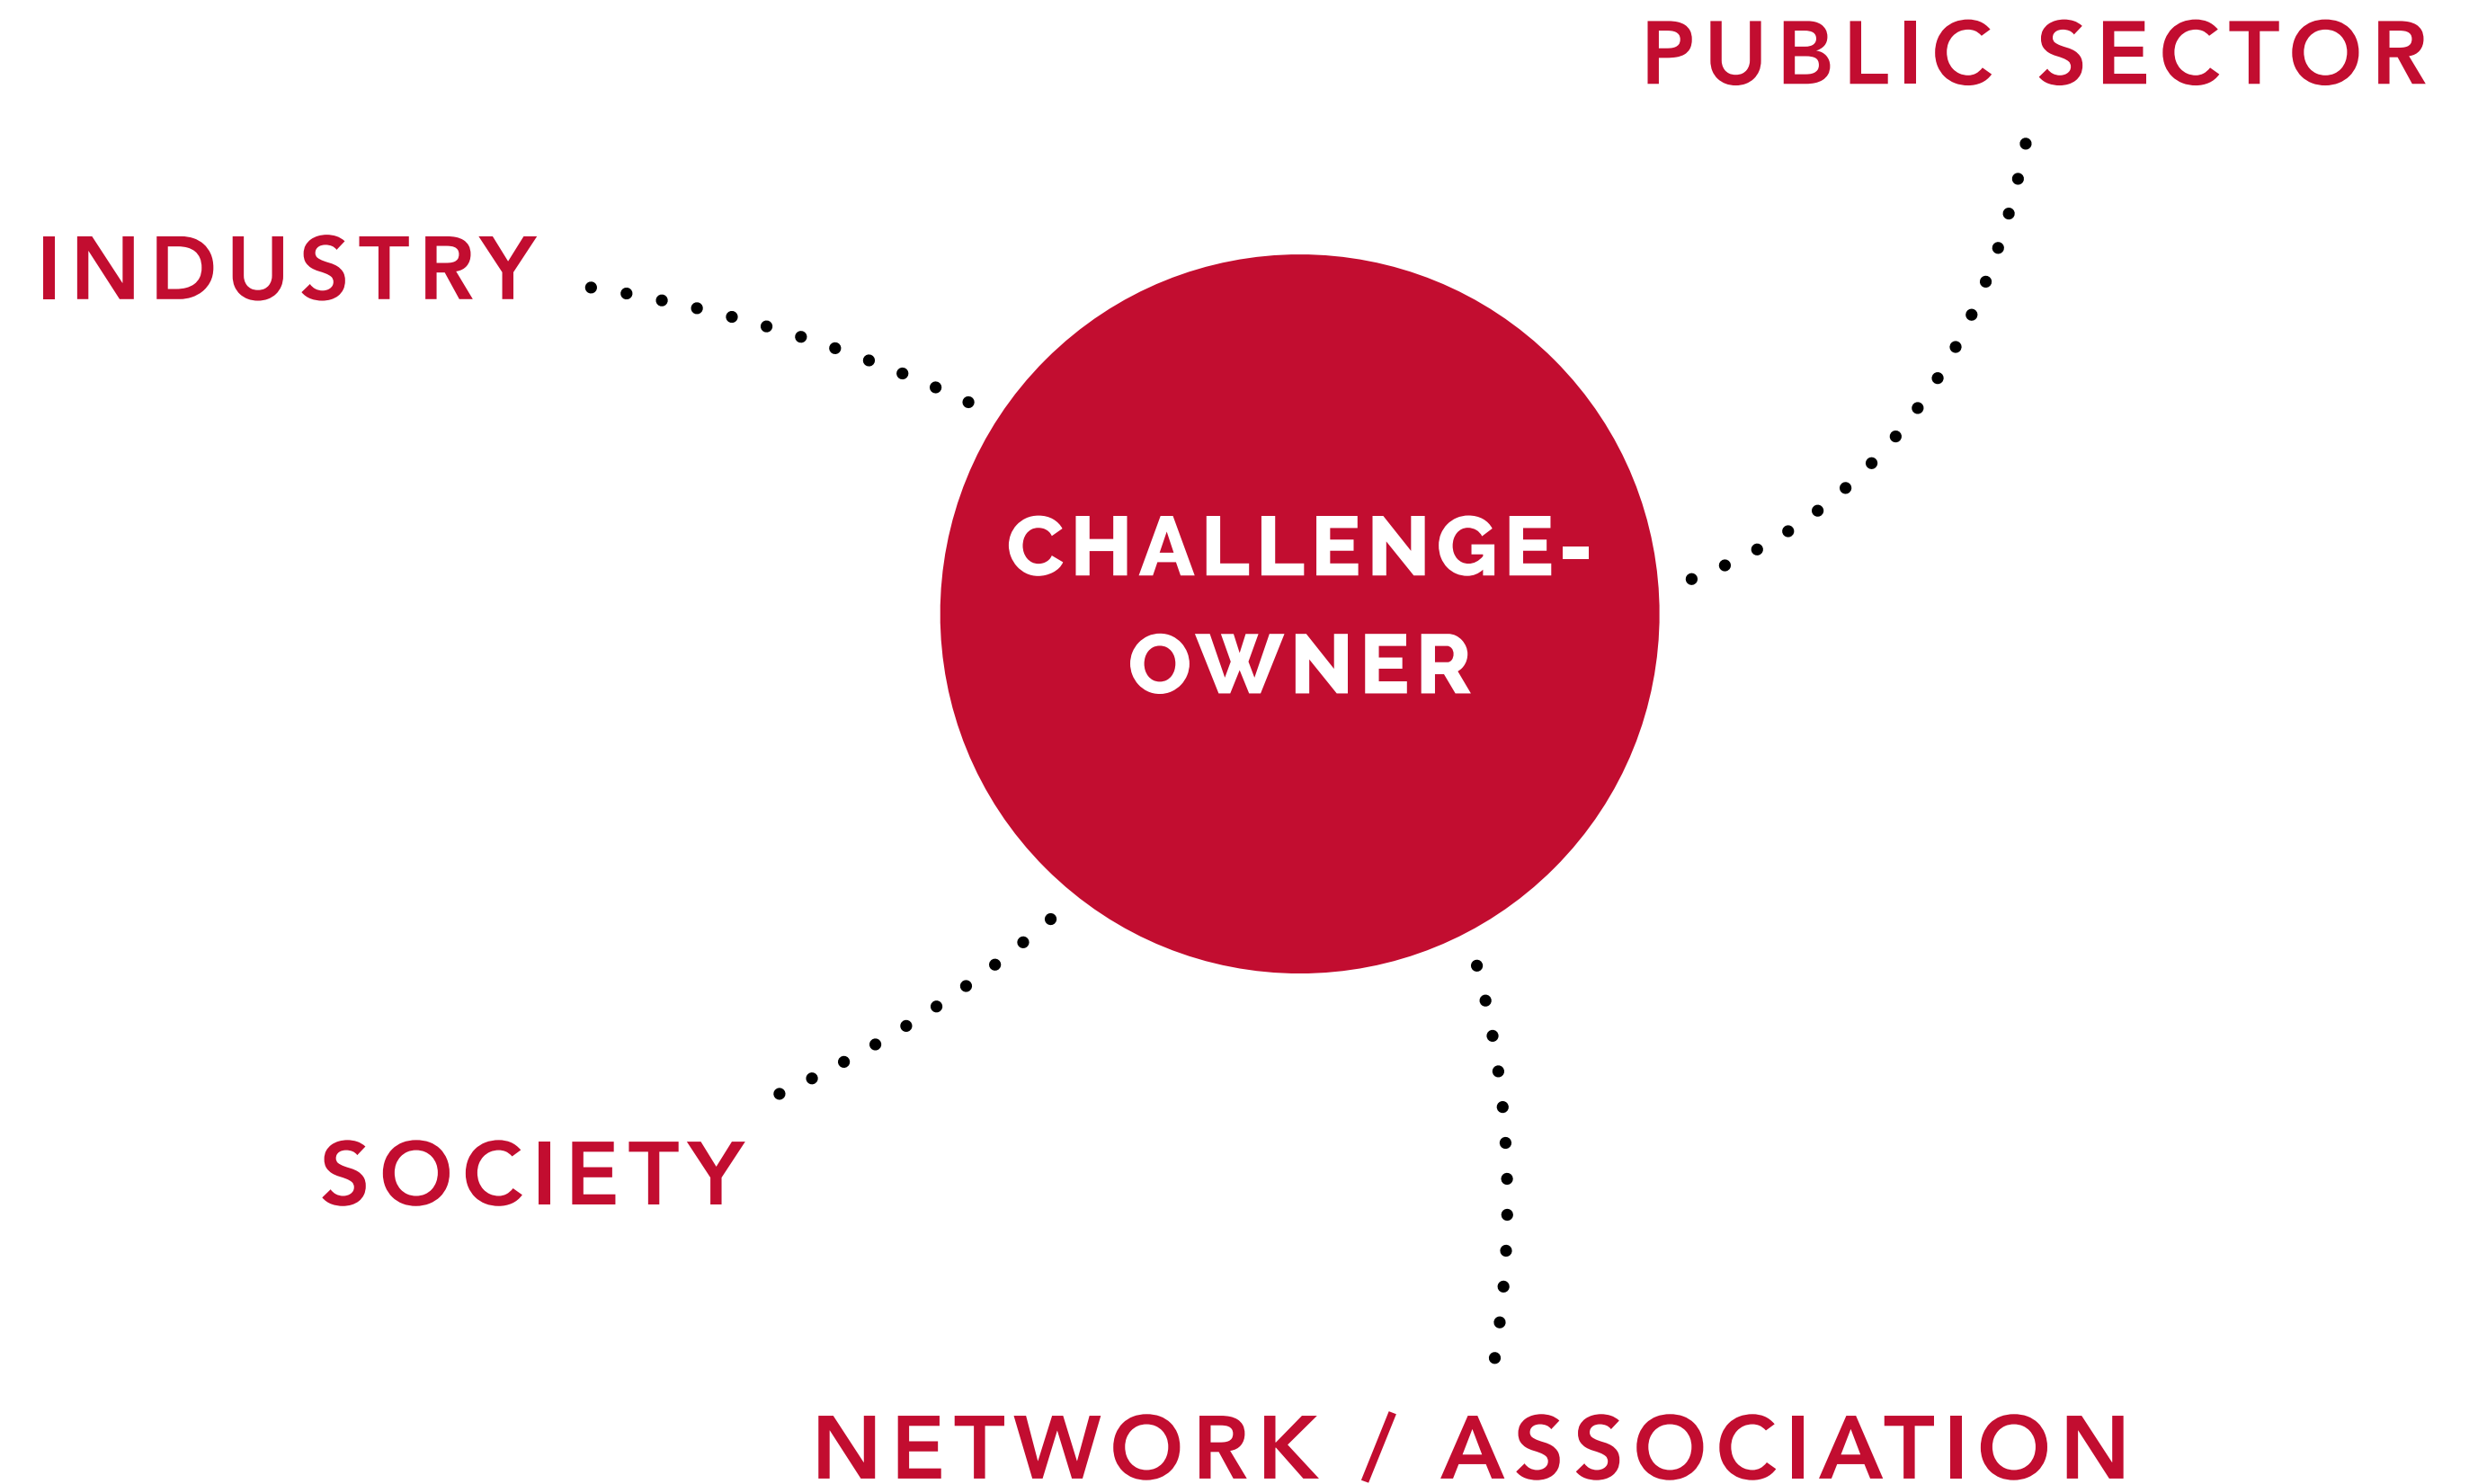 PUBLIC SECTOR
INDUSTRY
CHALLENGE-
OWNER
SOCIETY
NETWORK / ASSOCIATION